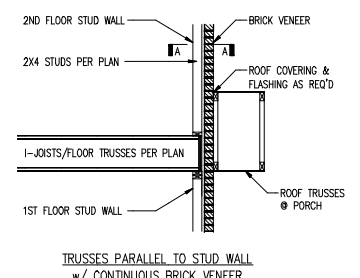 2ND FLOOR STUD WALL
BRICK VENEER
A A
2X4 STUDS PER PLAN
ROOF COVERING &
FLASHING AS REQ'D
I-JOISTS/FLOOR TRUSSES PER PLAN
ROOF TRUSSES
@ PORCH
1ST FLOOR STUD WALL
TRUSSES PARALLEL TO STUD WALL
w/ CONTINUOUS BRICK VENEER